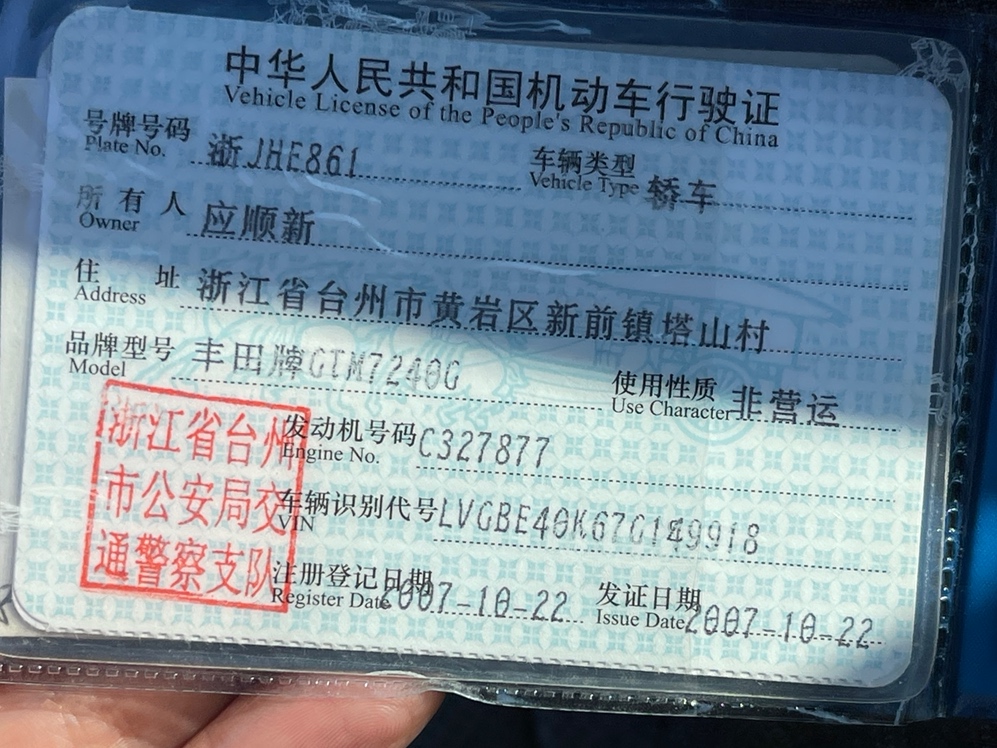 中华人民共和国机动车行驶证
Vehicle License of the People's Republic of China
号牌号码 浙JHE861 车辆类型 轿车
Plate No. Vehicle Type
所有人 应顺新
Owner
住址 浙江省台州市黄岩区新前镇塔山村
Address
品牌型号 丰田牌GTM7240G 使用性质 非营运
Model Use Character
浙江省台州
市公安局交
通警察支队
发动机号码 C327877
Engine No.
车辆识别代号 LVGBE40K67G149918
VIN
注册登记日期 2007-10-22 发证日期 2007-10-22
Register Date Issue Date